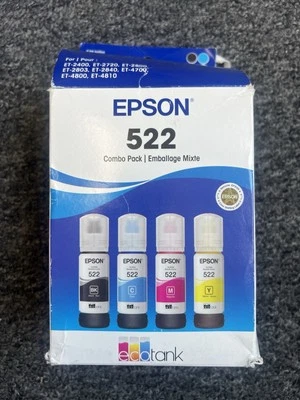 For | Pour :
ET-2400, ET-2720, ET-2800
ET-2803, ET-2840, ET-4700
ET-4800, ET-4810
EPSON
522
Combo Pack | Emballage Mixte
EPSON
EPSON
522
BK
EPSON
522
C
EPSON
522
M
EPSON
522
Y
ecotank